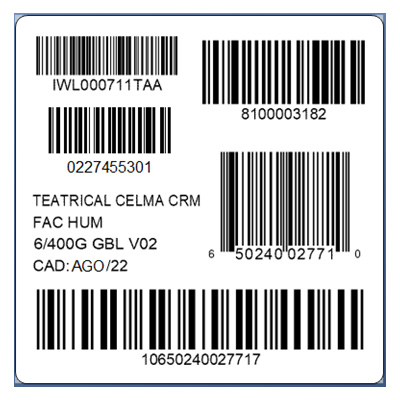 IWL000711TAA
8100003182
0227455301
TEATRICAL CELMA CRM
FAC HUM
6/400G GBL V02
CAD: AGO/22
6 50240 02771 0
10650240027717